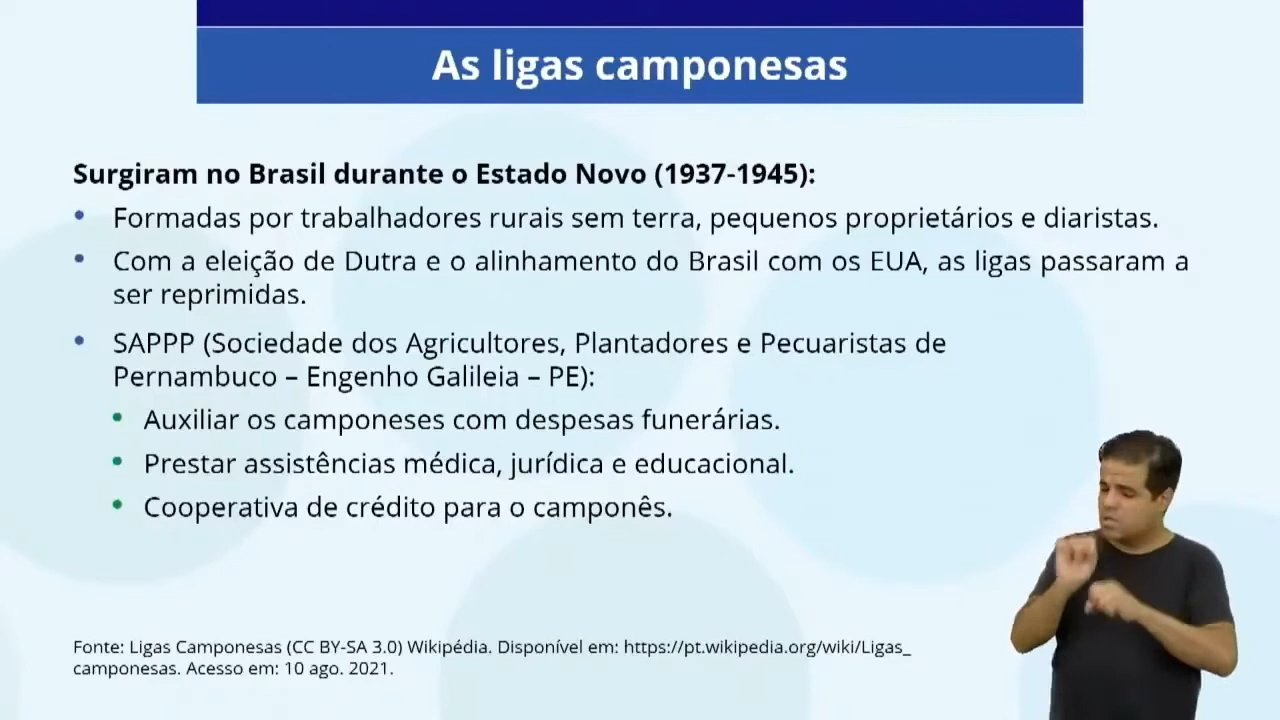 As ligas camponesas
Surgiram no Brasil durante o Estado Novo (1937-1945):
• Formadas por trabalhadores rurais sem terra, pequenos proprietários e diaristas.
• Com a eleição de Dutra e o alinhamento do Brasil com os EUA, as ligas passaram a
ser reprimidas.
• SAPPP (Sociedade dos Agricultores, Plantadores e Pecuaristas de
Pernambuco – Engenho Galileia – PE):
• Auxiliar os camponeses com despesas funerárias.
• Prestar assistências médica, jurídica e educacional.
• Cooperativa de crédito para o camponês.
Fonte: Ligas Camponesas (CC BY-SA 3.0) Wikipédia. Disponível em: https://pt.wikipedia.org/wiki/Ligas_
camponesas. Acesso em: 10 ago. 2021.